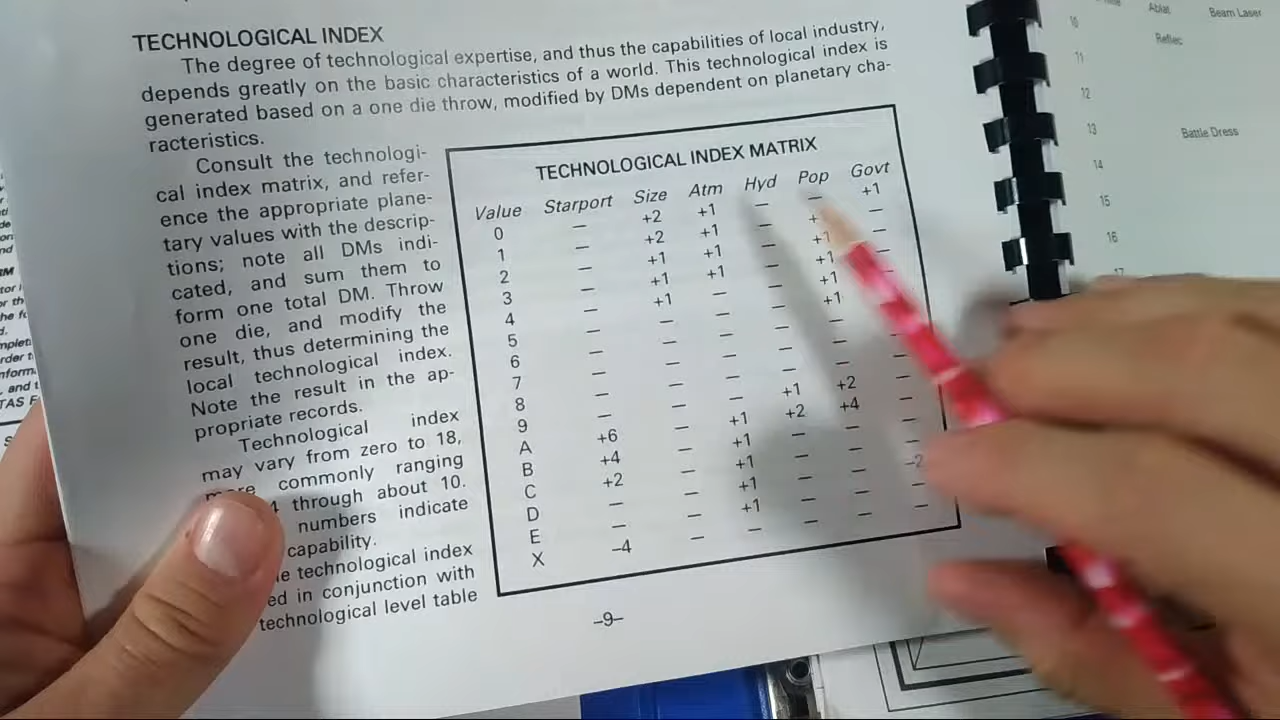 TECHNOLOGICAL INDEX
The degree of technological expertise, and thus the capabilities of local industry,
depends greatly on the basic characteristics of a world. This technological index is
generated based on a one die throw, modified by DMs dependent on planetary cha-
racteristics.
Consult the technologi-
cal index matrix, and refer-
ence the appropriate plane-
tary values with the descrip-
tions; note all DMs indi-
cated, and sum them to
form one total DM. Throw
one die, and modify the
result, thus determining the
local technological index.
Note the result in the ap-
propriate records.
Technological index
may vary from zero to 18,
more commonly ranging
4 through about 10.
numbers indicate
capability.
technological index
ed in conjunction with
technological level table
TECHNOLOGICAL INDEX MATRIX
Value Starport Size Atm Hyd Pop Govt
0 — +2 +1 — — +1
1 — +2 +1 — +1 —
2 — +1 +1 — +1 —
3 — +1 +1 — +1
4 — +1 — — +1
5 — — — — +1
6 — — — — —
7 — — — — —
8 — — — — —
9 — — — +1 +2 —
A +6 — +1 +2 +4 —
B +4 — +1 — — —
C +2 — +1 — — —
D — — +1 — — -2
E — — +1 — — —
X -4 — — — — —
–9–
Ablat Beam Laser
10
Reflec
11
12
13 Battle Dress
14
15
16
17